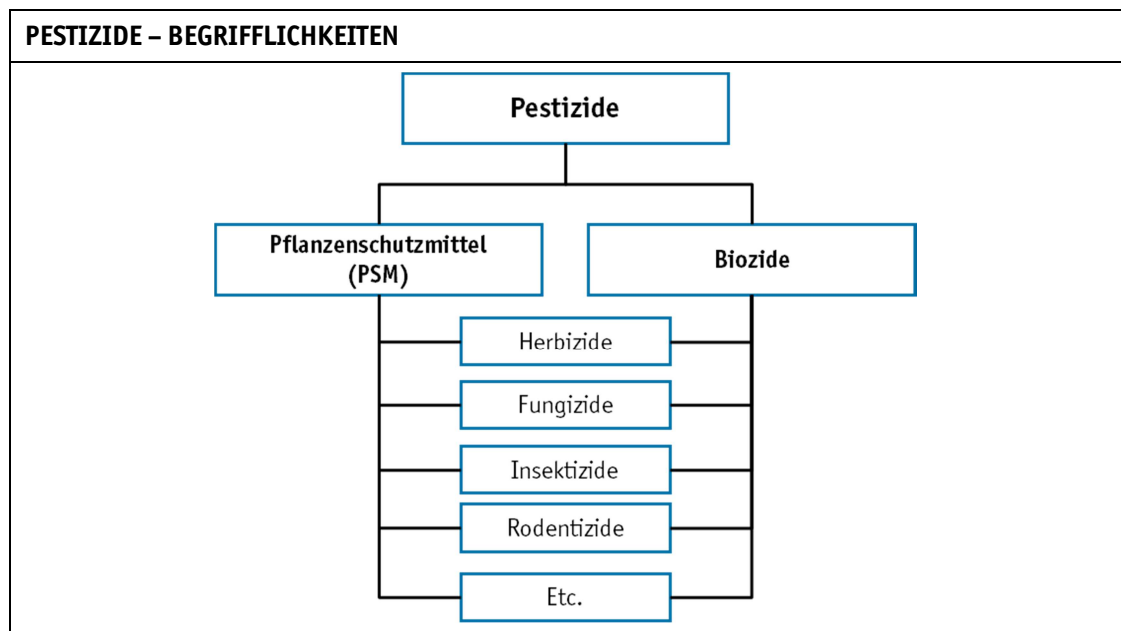 PESTIZIDE – BEGRIFFLICHKEITEN
Pestizide
Pflanzenschutzmittel
(PSM)
Biozide
Herbizide
Fungizide
Insektizide
Rodentizide
Etc.